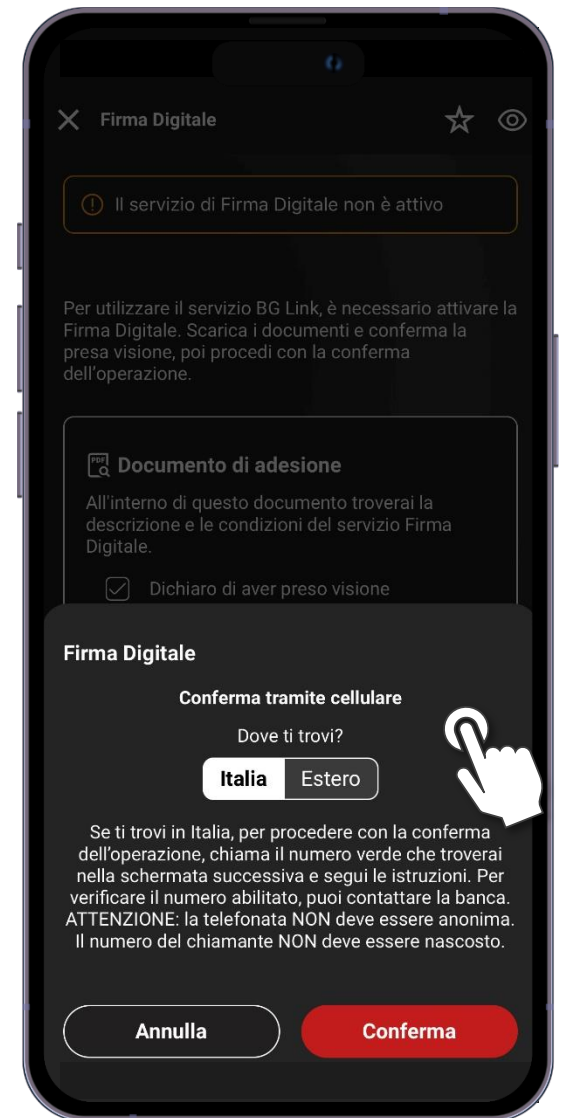 Firma Digitale
Il servizio di Firma Digitale non è attivo
Per utilizzare il servizio BG Link, è necessario attivare la
Firma Digitale. Scarica i documenti e conferma la
presa visione, poi procedi con la conferma
dell'operazione.
PDF
Documento di adesione
All'interno di questo documento troverai la
descrizione e le condizioni del servizio Firma
Digitale.
Dichiaro di aver preso visione
Firma Digitale
Conferma tramite cellulare
Dove ti trovi?
Italia Estero
Se ti trovi in Italia, per procedere con la conferma
dell'operazione, chiama il numero verde che troverai
nella schermata successiva e segui le istruzioni. Per
verificare il numero abilitato, puoi contattare la banca.
ATTENZIONE: la telefonata NON deve essere anonima.
Il numero del chiamante NON deve essere nascosto.
Annulla Conferma